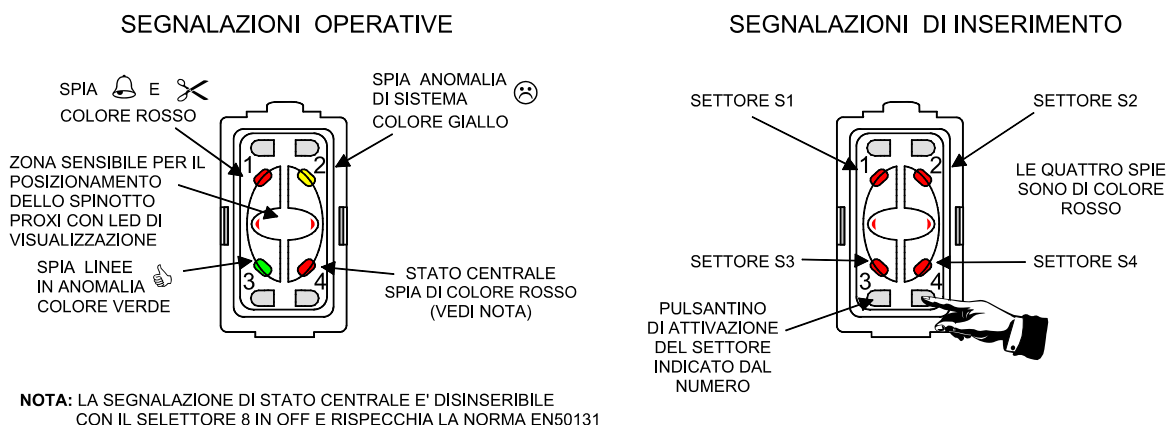 SEGNALAZIONI OPERATIVE
SPIA E
COLORE ROSSO
SPIA ANOMALIA
DI SISTEMA
COLORE GIALLO
ZONA SENSIBILE PER IL
POSIZIONAMENTO
DELLO SPINOTTO
PROXI CON LED DI
VISUALIZZAZIONE
SPIA LINEE
IN ANOMALIA
COLORE VERDE
1
2
3
4
STATO CENTRALE
SPIA DI COLORE ROSSO
(VEDI NOTA)
NOTA: LA SEGNALAZIONE DI STATO CENTRALE E' DISINSERIBILE
CON IL SELETTORE 8 IN OFF E RISPECCHIA LA NORMA EN50131
SEGNALAZIONI DI INSERIMENTO
SETTORE S1
SETTORE S2
1
2
3
4
LE QUATTRO SPIE
SONO DI COLORE
ROSSO
SETTORE S3
SETTORE S4
PULSANTINO
DI ATTIVAZIONE
DEL SETTORE
INDICATO DAL
NUMERO